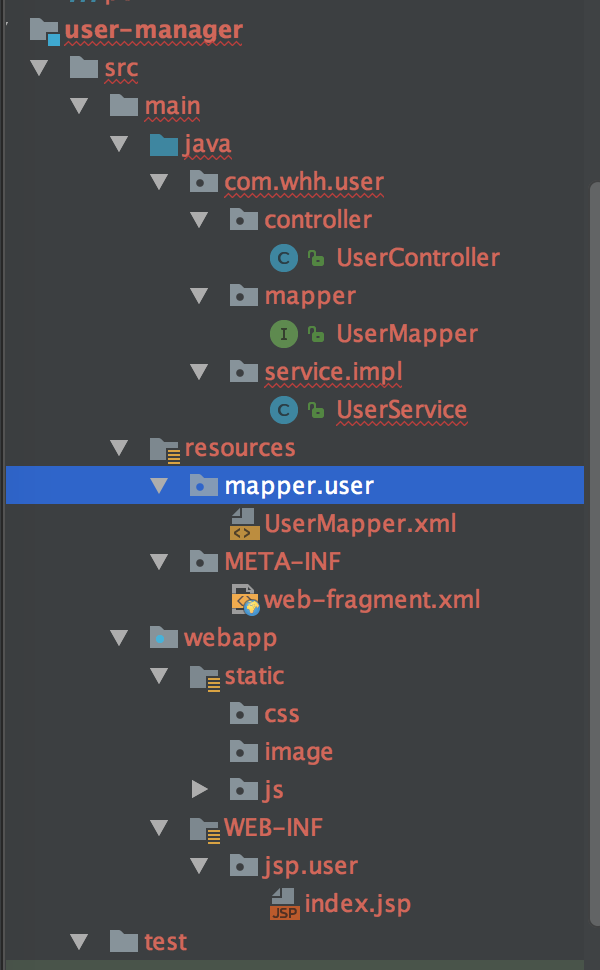 user-manager
src
main
java
com.whh.user
controller
C UserController
mapper
I UserMapper
service.impl
C UserService
resources
mapper.user
<> UserMapper.xml
META-INF
<> web-fragment.xml
webapp
static
css
image
js
WEB-INF
jsp.user
JSP index.jsp
test